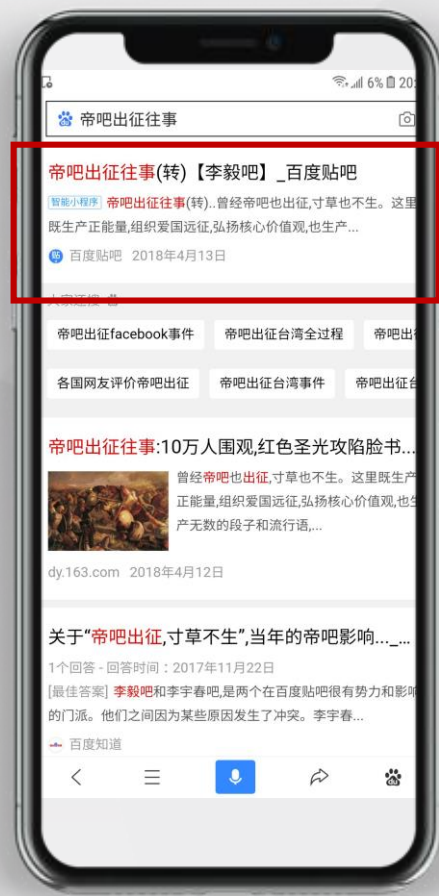 6% 20:
帝吧出征往事
帝吧出征往事(转)【李毅吧】_百度贴吧
智能小程序 帝吧出征往事(转)..曾经帝吧也出征,寸草也不生。这里
既生产正能量,组织爱国远征,弘扬核心价值观,也生产...
贴 百度贴吧 2018年4月13日
大家还搜
帝吧出征facebook事件 帝吧出征台湾全过程 帝吧出
各国网友评价帝吧出征 帝吧出征台湾事件 帝吧出征台
帝吧出征往事:10万人围观,红色圣光攻陷脸书...
曾经帝吧也出征,寸草也不生。这里既生产
正能量,组织爱国远征,弘扬核心价值观,也生
产无数的段子和流行语,...
dy.163.com 2018年4月12日
关于“帝吧出征,寸草不生”,当年的帝吧影响..._...
1个回答 - 回答时间：2017年11月22日
[最佳答案] 李毅吧和李宇春吧,是两个在百度贴吧很有势力和影响
的门派。他们之间因为某些原因发生了冲突。李宇春...
百度知道